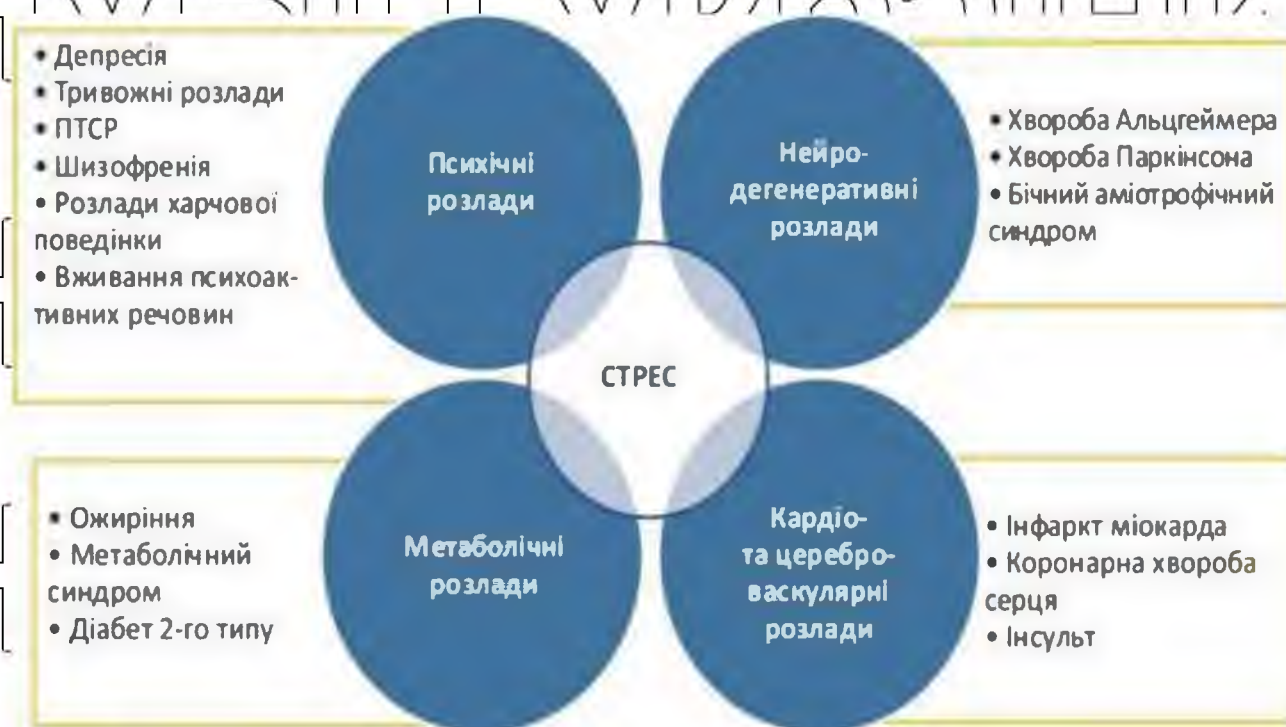 • Депресія
• Тривожні розлади
• ПТСР
• Шизофренія
• Розлади харчової
поведінки
• Вживання психоак-
тивних речовин
Психічні
розлади
Нейро-
дегенеративні
розлади
• Хвороба Альцгеймера
• Хвороба Паркінсона
• Бічний аміотрофічний
синдром
СТРЕС
• Ожиріння
• Метаболічний
синдром
• Діабет 2-го типу
Метаболічні
розлади
Кардіо-
та церебро-
васкулярні
розлади
• Інфаркт міокарда
• Коронарна хвороба
серця
• Інсульт